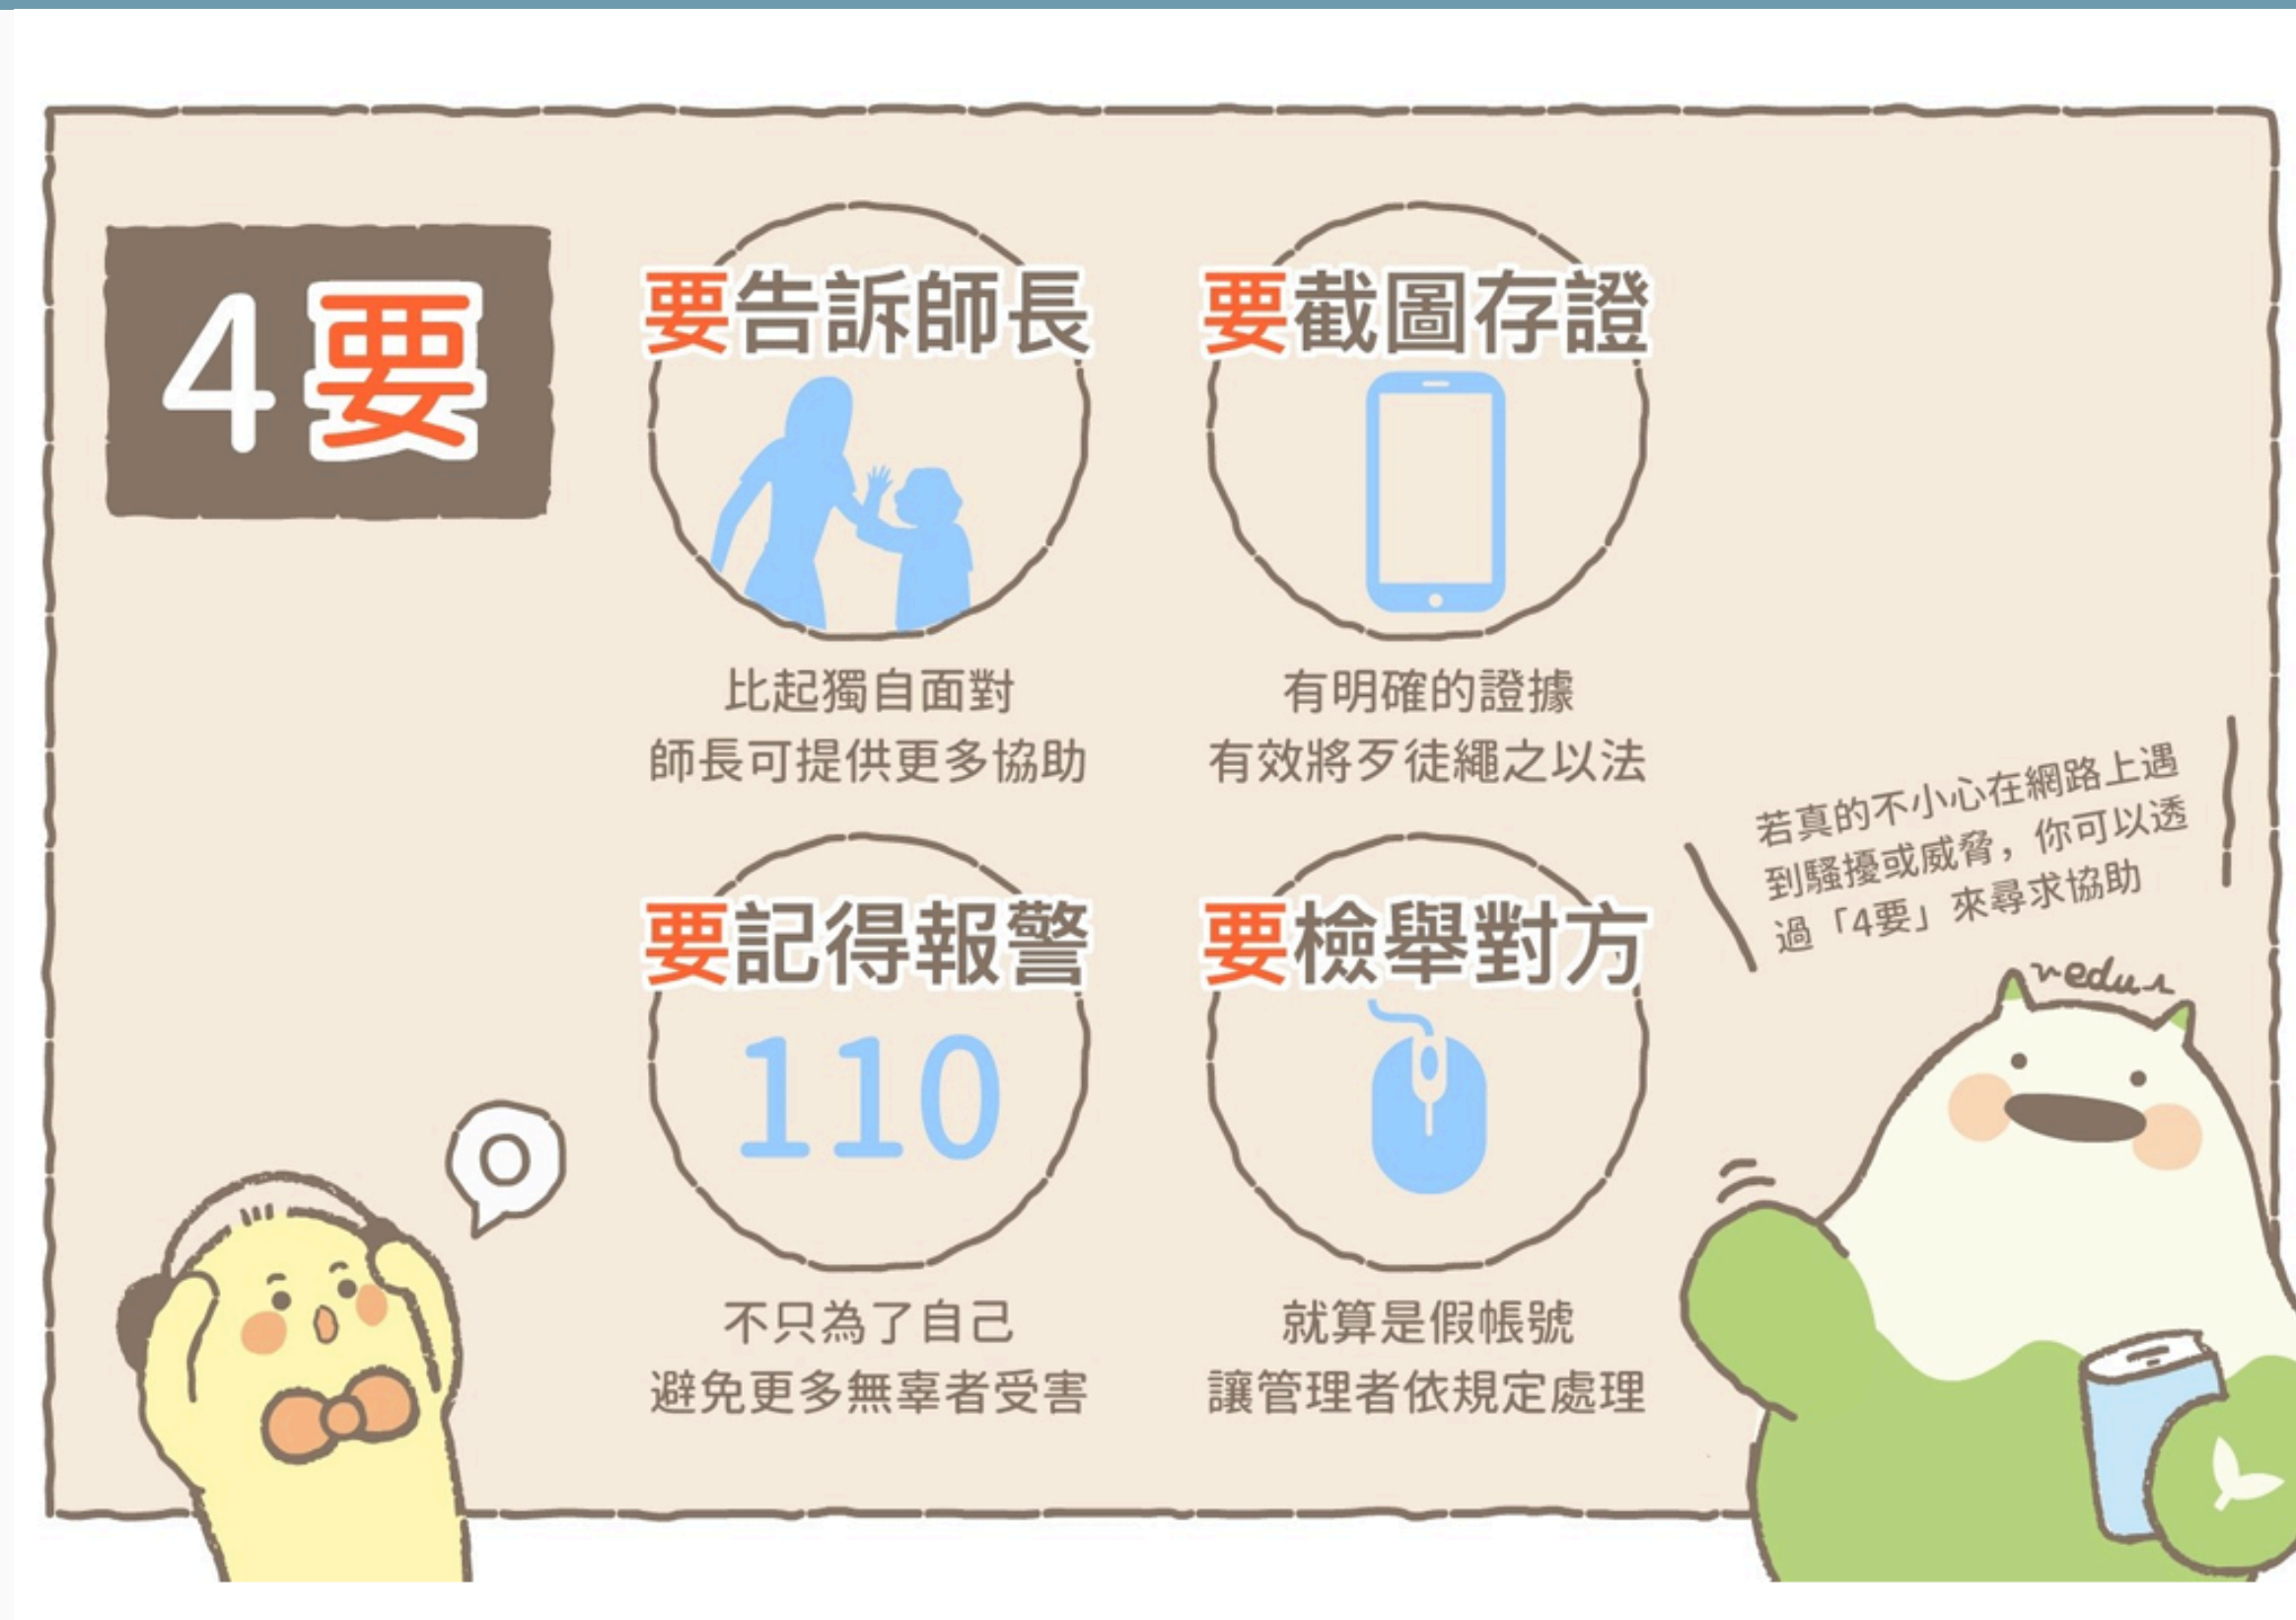 4要
要告訴師長
比起獨自面對
師長可提供更多協助
要截圖存證
有明確的證據
有效將歹徒繩之以法
要記得報警
110
不只為了自己
避免更多無辜者受害
要檢舉對方
就算是假帳號
讓管理者依規定處理
若真的不小心在網路上遇
到騷擾或威脅，你可以透
過「4要」來尋求協助